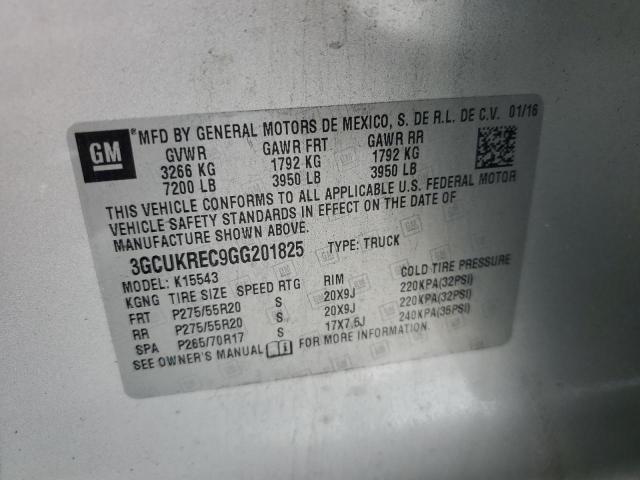 GM ® MFD BY GENERAL MOTORS DE MEXICO, S. DE R.L. DE C.V. 01/16
GVWR GAWR FRT GAWR RR
3266 KG 1792 KG 1792 KG
7200 LB 3950 LB 3950 LB
THIS VEHICLE CONFORMS TO ALL APPLICABLE U.S. FEDERAL MOTOR
VEHICLE SAFETY STANDARDS IN EFFECT ON THE DATE OF
MANUFACTURE SHOWN ABOVE.
3GCUKREC9GG201825 TYPE: TRUCK
MODEL: K15543
KGNG TIRE SIZE SPEED RTG RIM COLD TIRE PRESSURE
FRT P275/55R20 S 20X9J 220KPA(32PSI)
RR P275/55R20 S 20X9J 220KPA(32PSI)
SPA P265/70R17 S 17X7.5J 240KPA(35PSI)
SEE OWNER'S MANUAL FOR MORE INFORMATION.